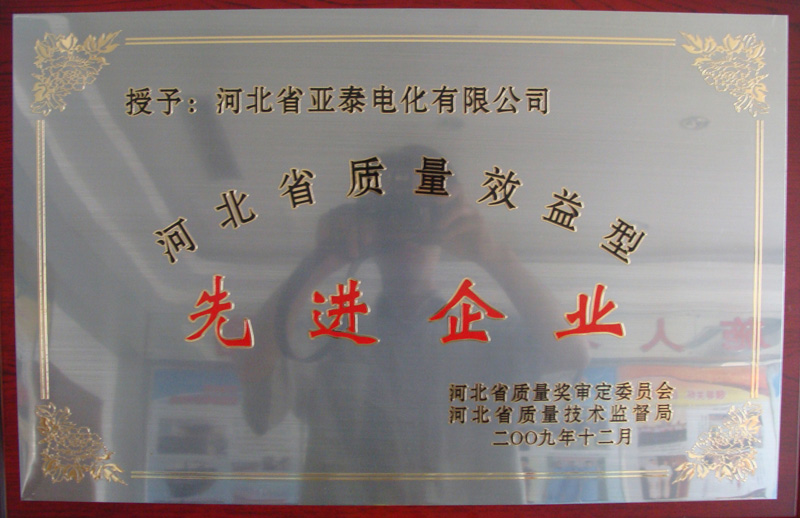 授予：河北省亚泰电化有限公司
河北省质量效益型
先进企业
河北省质量奖审定委员会
河北省质量技术监督局
二〇〇九年十二月